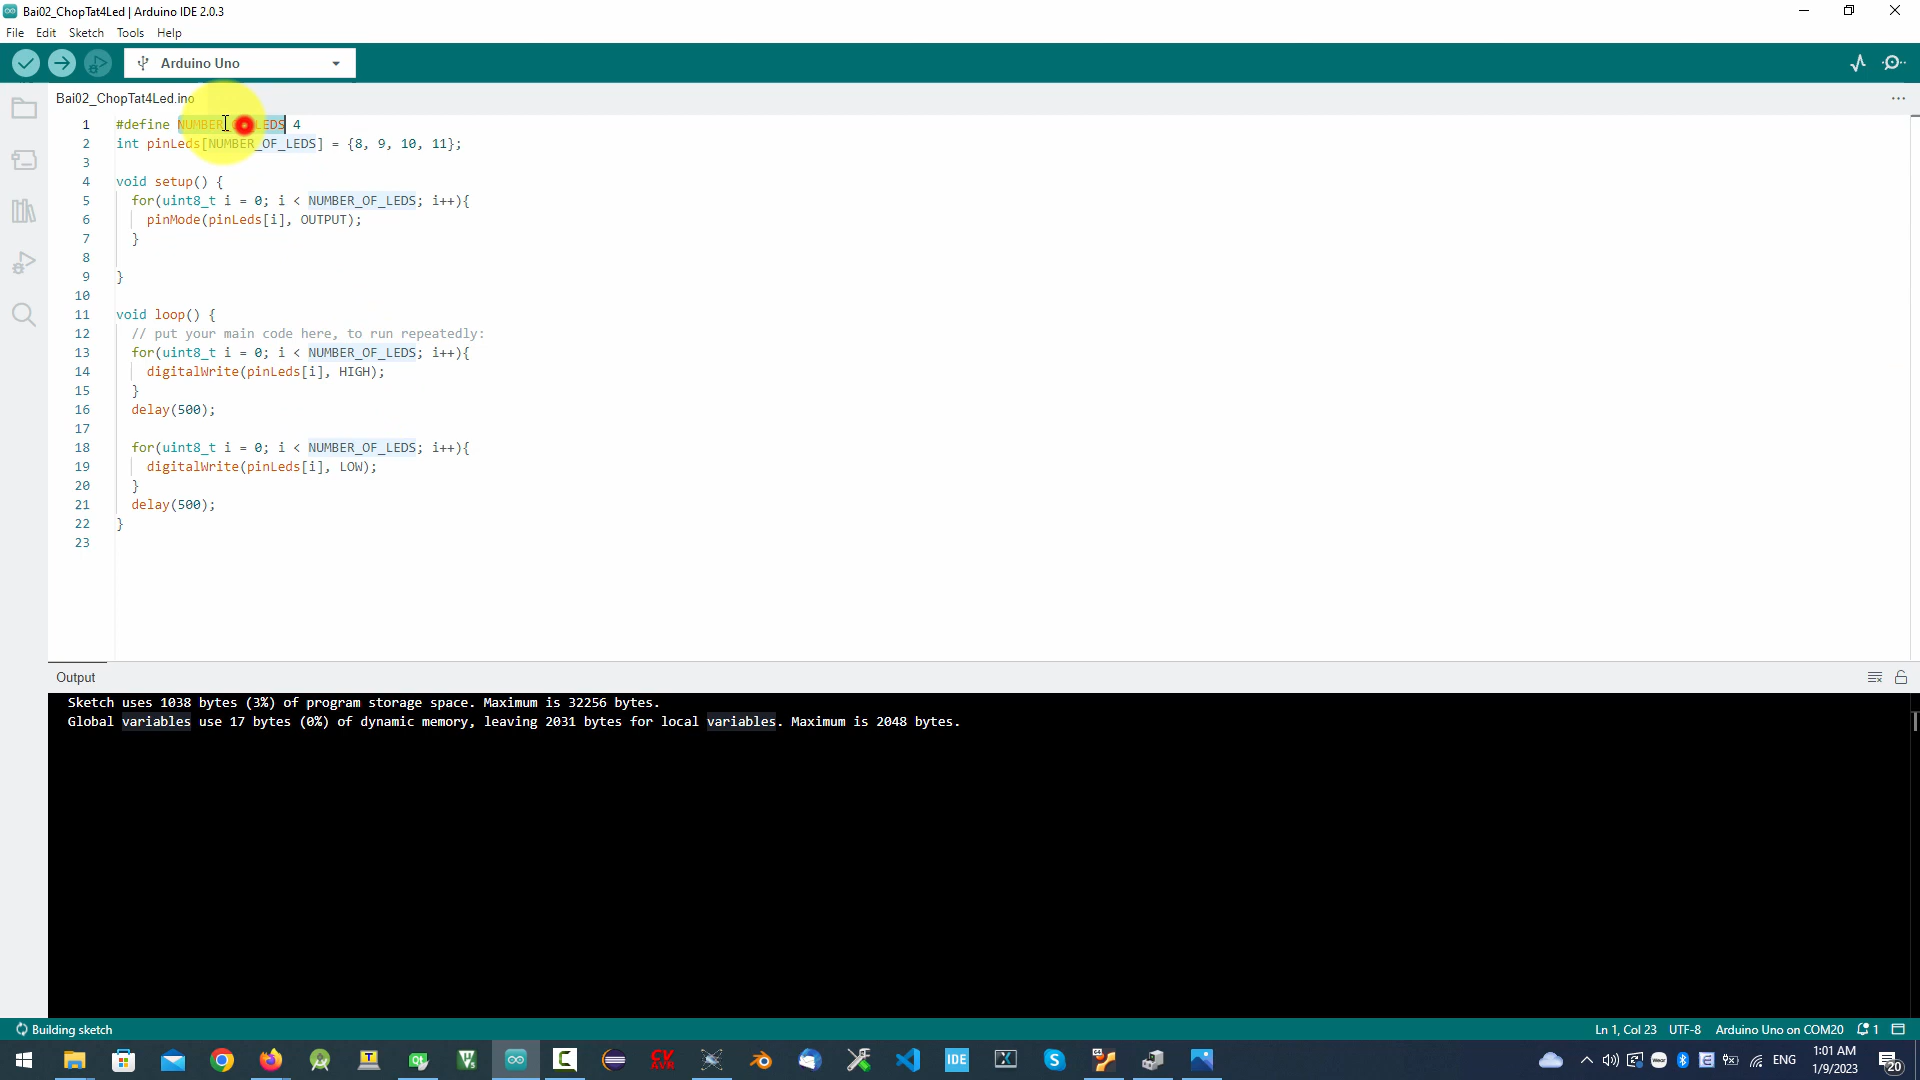 Bai02_ChopTat4Led | Arduino IDE 2.0.3
File Edit Sketch Tools Help
Arduino Uno
Bai02_ChopTat4Led.ino
1 #define NUMBER_OF_LEDS 4
2 int pinLeds[NUMBER_OF_LEDS] = {8, 9, 10, 11};
3
4 void setup() {
5 for(uint8_t i = 0; i < NUMBER_OF_LEDS; i++){
6 pinMode(pinLeds[i], OUTPUT);
7 }
8
9 }
10
11 void loop() {
12 // put your main code here, to run repeatedly:
13 for(uint8_t i = 0; i < NUMBER_OF_LEDS; i++){
14 digitalWrite(pinLeds[i], HIGH);
15 }
16 delay(500);
17
18 for(uint8_t i = 0; i < NUMBER_OF_LEDS; i++){
19 digitalWrite(pinLeds[i], LOW);
20 }
21 delay(500);
22 }
23
Output
Sketch uses 1038 bytes (3%) of program storage space. Maximum is 32256 bytes.
Global variables use 17 bytes (0%) of dynamic memory, leaving 2031 bytes for local variables. Maximum is 2048 bytes.
Building sketch
Ln 1, Col 23 UTF-8 Arduino Uno on COM20 1
CV
AVR
IDE
ENG
1:01 AM
1/9/2023
20